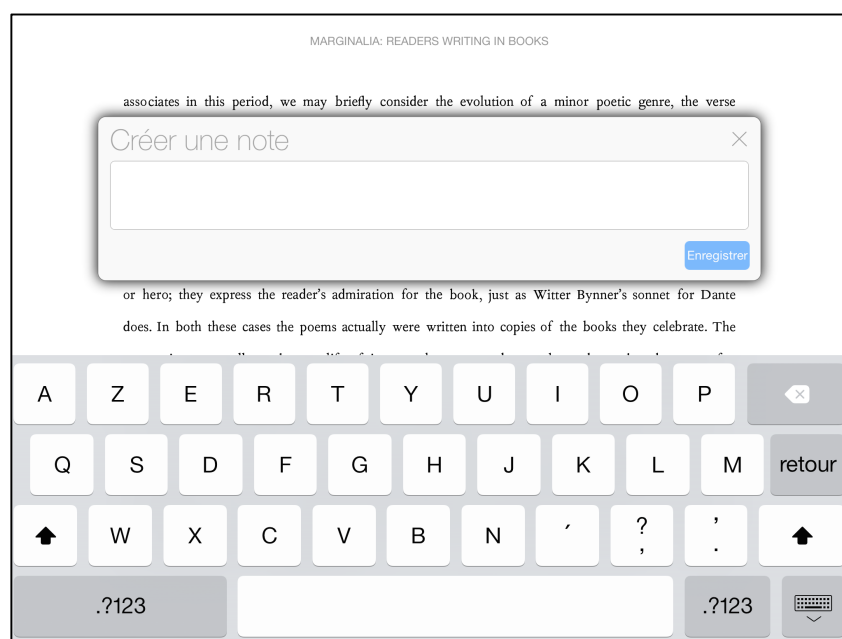 MARGINALIA: READERS WRITING IN BOOKS
associates in this period, we may briefly consider the evolution of a minor poetic genre, the verse
Créer une note
Enregistrer
or hero; they express the reader's admiration for the book, just as Witter Bynner's sonnet for Dante
does. In both these cases the poems actually were written into copies of the books they celebrate. The
A Z E R T Y U I O P
Q S D F G H J K L M retour
W X C V B N ´ ? , ’ .
.?123 .?123